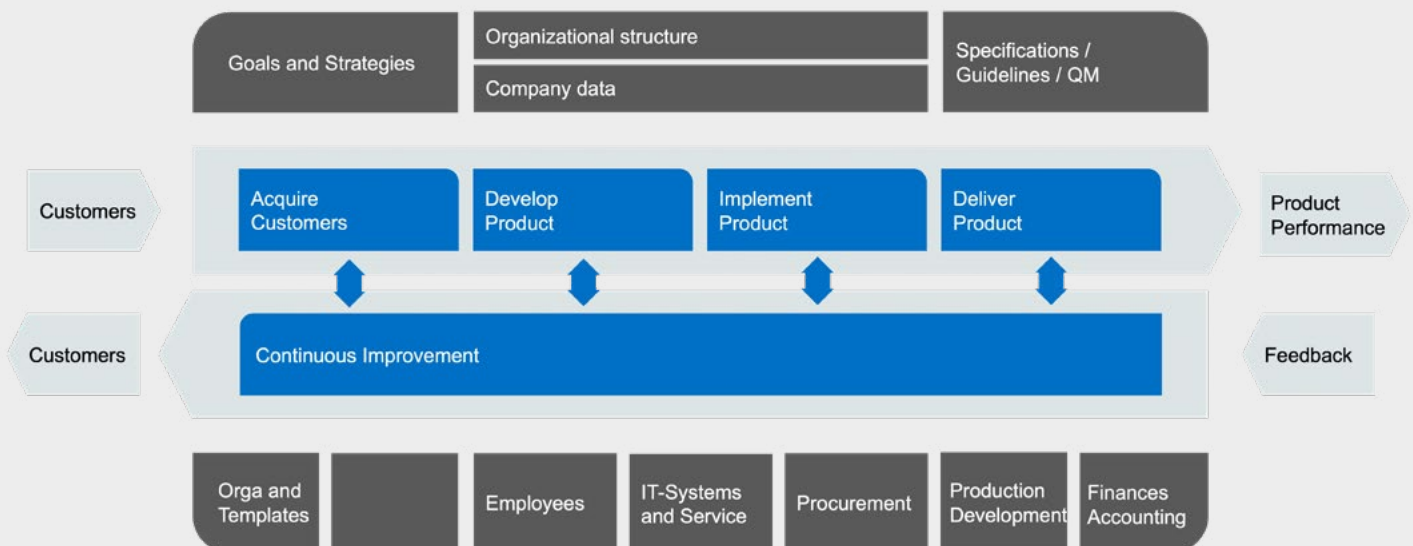 Goals and Strategies
Organizational structure
Company data
Specifications /
Guidelines / QM
Customers
Acquire
Customers
Develop
Product
Implement
Product
Deliver
Product
Product
Performance
Customers
Continuous Improvement
Feedback
Orga and
Templates
Employees
IT-Systems
and Service
Procurement
Production
Development
Finances
Accounting